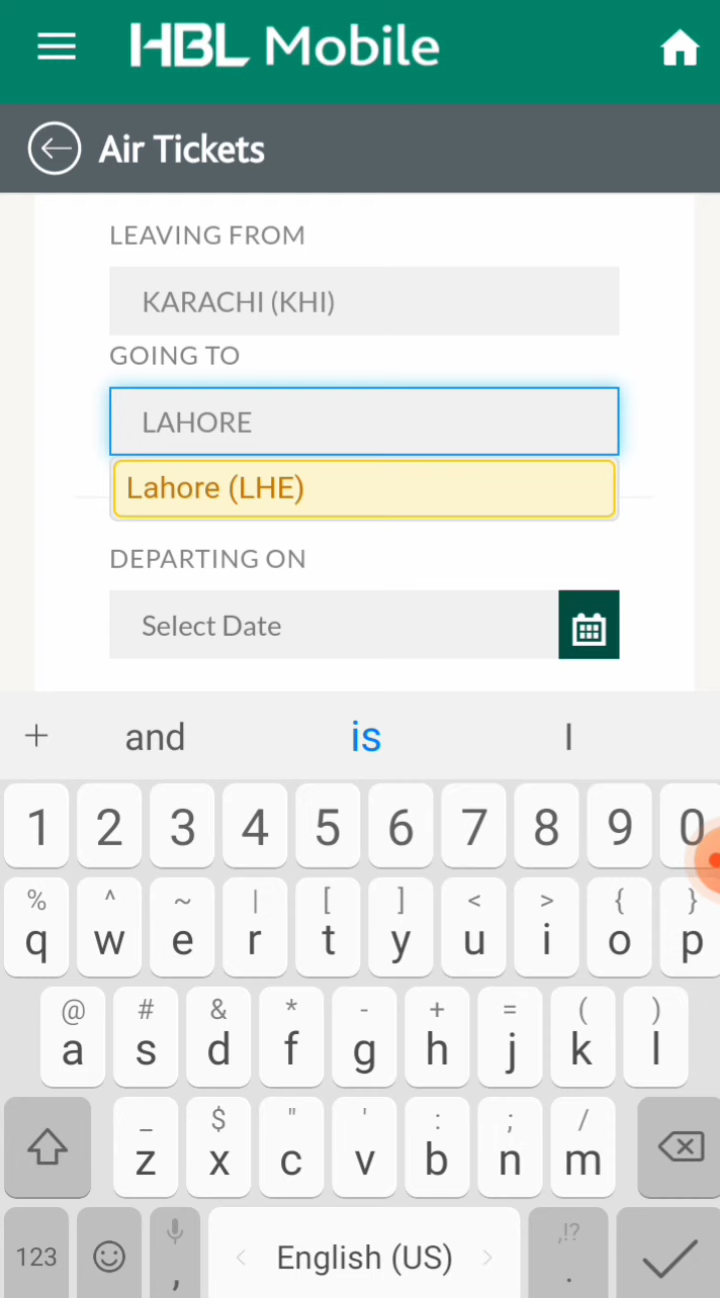 HBL Mobile
Air Tickets
LEAVING FROM
KARACHI (KHI)
GOING TO
LAHORE
Lahore (LHE)
DEPARTING ON
Select Date
+ and is I
1 2 3 4 5 6 7 8 9 0
% ^ ~ | [ ] < > { }
q w e r t y u i o p
@ # & * - + = ( )
a s d f g h j k l
_ $ " ' : ; /
z x c v b n m
,!?
123 , < English (US) > .